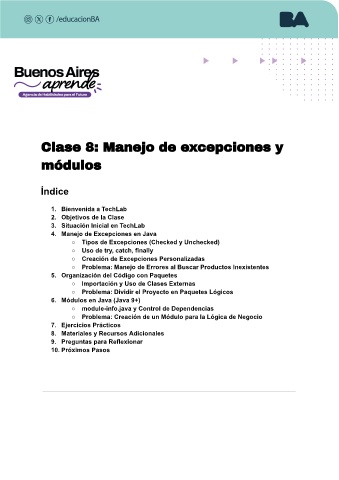 /educacionBA
BA
Buenos Aires
aprende
Agencia de Habilidades para el Futuro
Clase 8: Manejo de excepciones y
módulos
Índice
1. Bienvenida a TechLab
2. Objetivos de la Clase
3. Situación Inicial en TechLab
4. Manejo de Excepciones en Java
○ Tipos de Excepciones (Checked y Unchecked)
○ Uso de try, catch, finally
○ Creación de Excepciones Personalizadas
○ Problema: Manejo de Errores al Buscar Productos Inexistentes
5. Organización del Código con Paquetes
○ Importación y Uso de Clases Externas
○ Problema: Dividir el Proyecto en Paquetes Lógicos
6. Módulos en Java (Java 9+)
○ module-info.java y Control de Dependencias
○ Problema: Creación de un Módulo para la Lógica de Negocio
7. Ejercicios Prácticos
8. Materiales y Recursos Adicionales
9. Preguntas para Reflexionar
10. Próximos Pasos